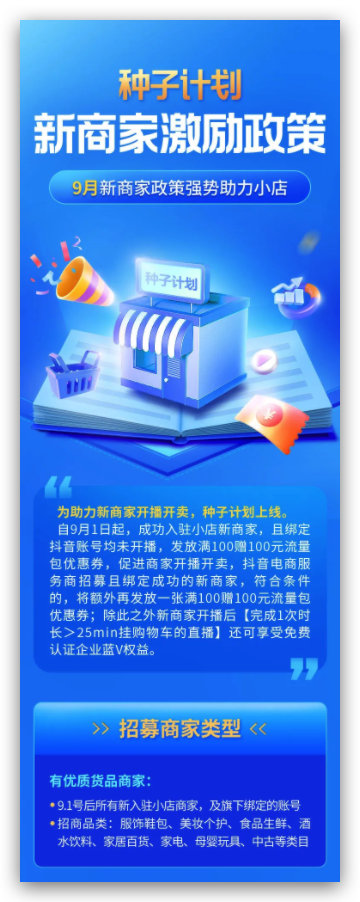 种子计划
新商家激励政策
9月新商家政策强势助力小店
种子计划
为助力新商家开播开卖，种子计划上线。
自9月1日起，成功入驻小店新商家，且绑定
抖音账号均未开播，发放满100赠100元流量
包优惠券，促进商家开播开卖，抖音电商服
务商招募且绑定成功的新商家，符合条件
的，将额外再发放一张满100赠100元流量包
优惠券；除此之外新商家开播后【完成1次时
长＞25min挂购物车的直播】还可享受免费
认证企业蓝V权益。
>> 招募商家类型 <<
有优质货品商家：
• 9.1号后所有新入驻小店商家，及旗下绑定的账号
• 招商品类：服饰鞋包、美妆个护、食品生鲜、酒
水饮料、家居百货、家电、母婴玩具、中古等类目